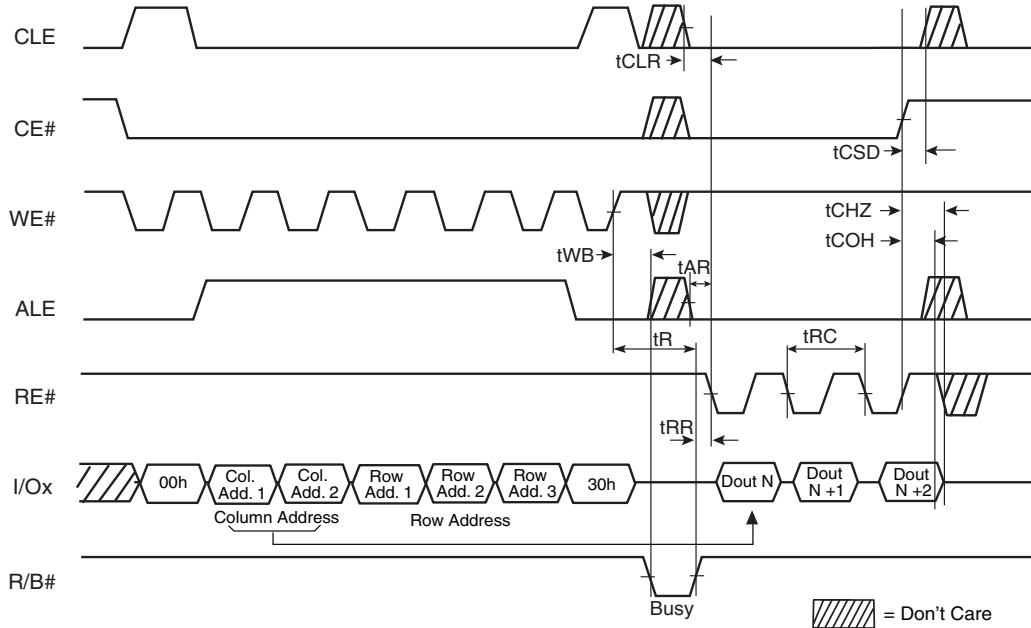 CLE
tCLR
CE#
tCSD
WE#
tCHZ
tCOH
tWB
tAR
ALE
tR
tRC
RE#
tRR
I/Ox
00h
Col. Add. 1
Col. Add. 2
Row Add. 1
Row Add. 2
Row Add. 3
30h
Dout N
Dout N +1
Dout N +2
Column Address
Row Address
R/B#
Busy
= Don't Care